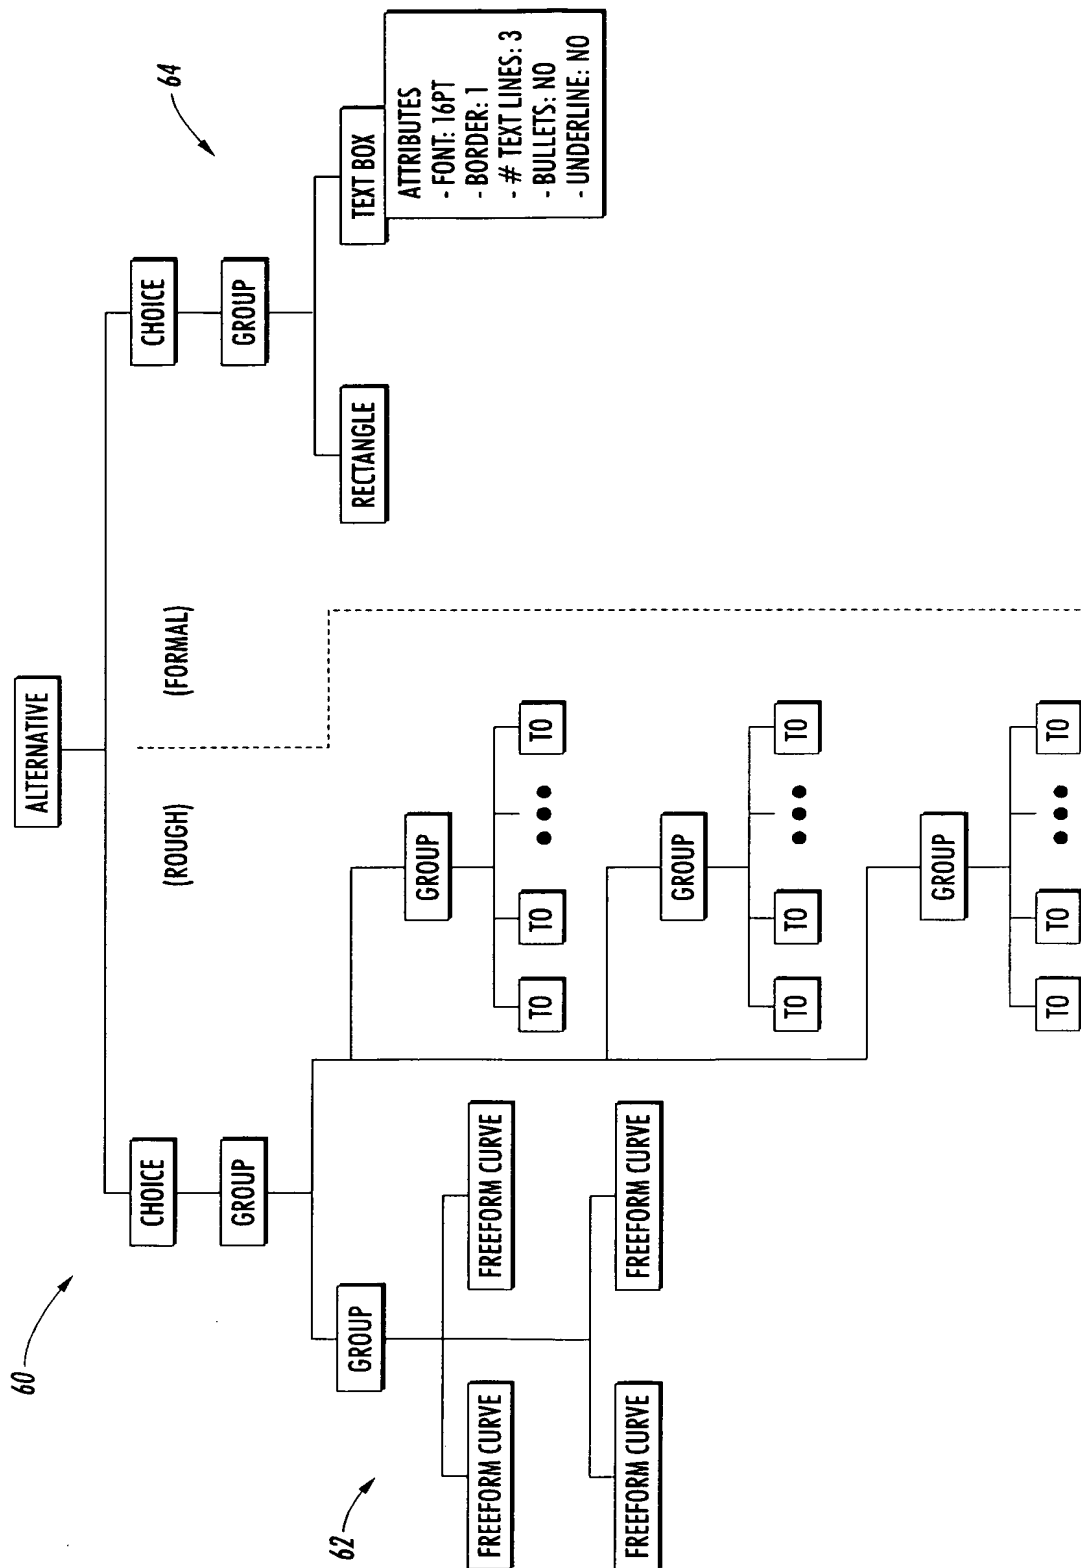 60
62
64
ALTERNATIVE
(ROUGH)
(FORMAL)
CHOICE
GROUP
GROUP
FREEFORM CURVE
FREEFORM CURVE
FREEFORM CURVE
FREEFORM CURVE
GROUP
TO
TO
TO
GROUP
TO
TO
TO
GROUP
TO
TO
TO
CHOICE
GROUP
RECTANGLE
TEXT BOX
ATTRIBUTES
- FONT: 16PT
- BORDER: 1
- # TEXT LINES: 3
- BULLETS: NO
- UNDERLINE: NO